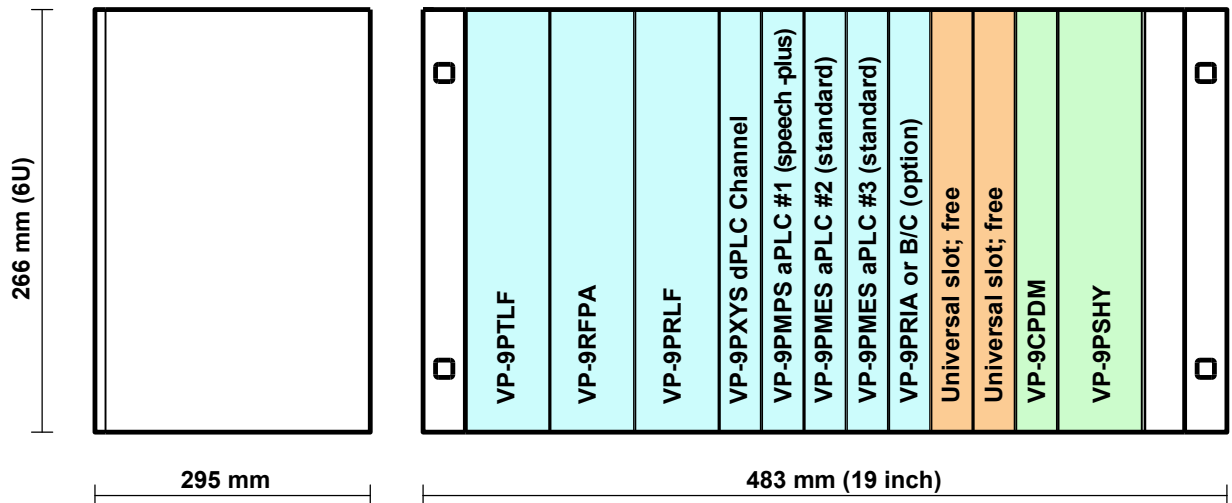 266 mm (6U)
295 mm
VP-9PTLF
VP-9RFPA
VP-9PRLF
VP-9PXYS dPLC Channel
VP-9PMPS aPLC #1 (speech -plus)
VP-9PMES aPLC #2 (standard)
VP-9PMES aPLC #3 (standard)
VP-9PRIA or B/C (option)
Universal slot; free
Universal slot; free
VP-9CPDM
VP-9PSHY
483 mm (19 inch)